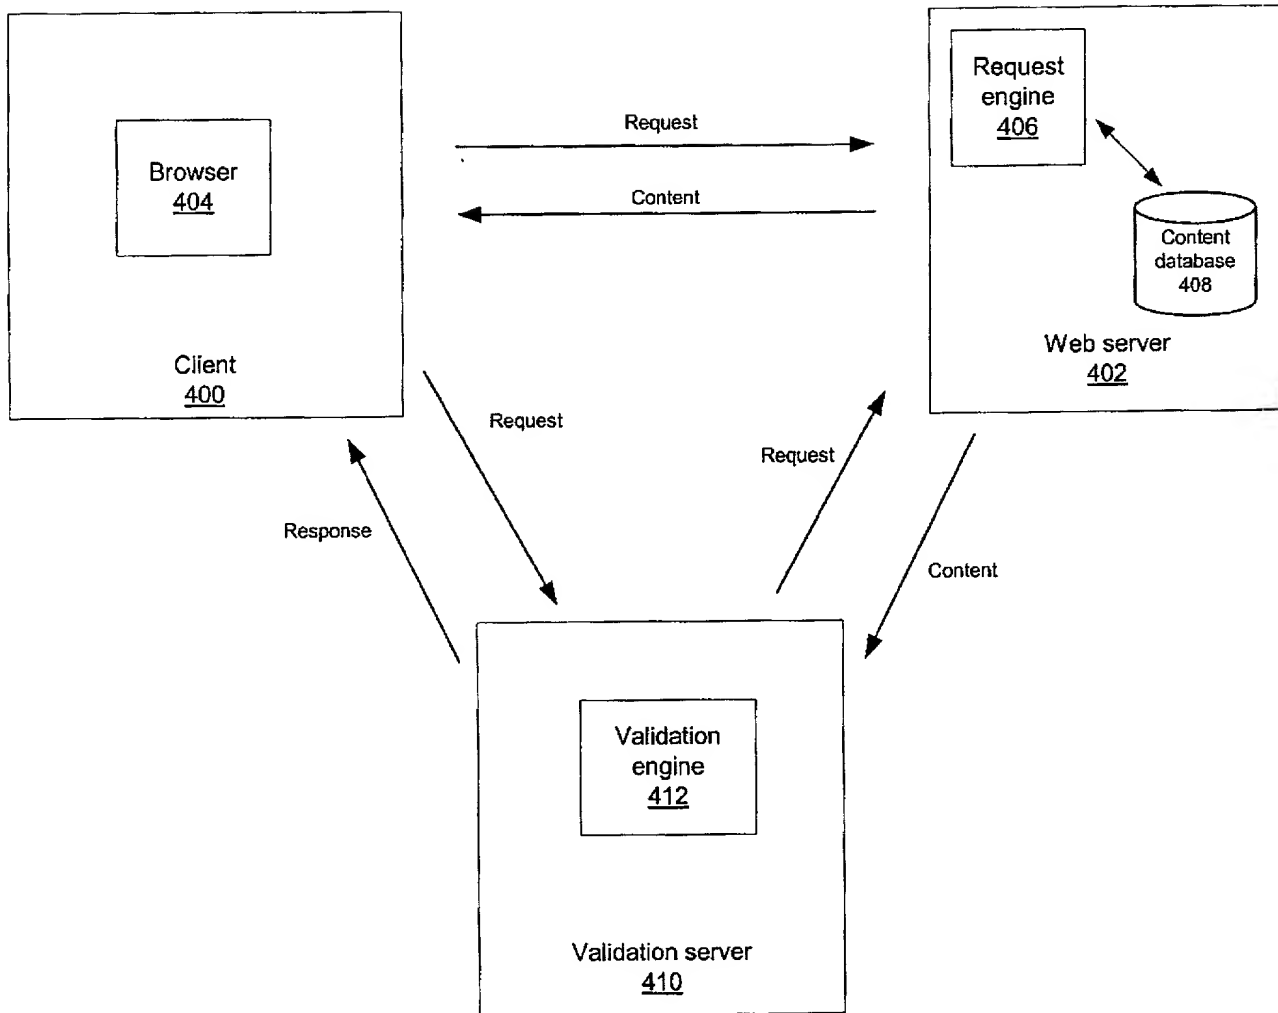 Request
engine
406
Browser
404
Request
Content
Content
database
408
Client
400
Web server
402
Request
Request
Response
Content
Validation
engine
412
Validation server
410